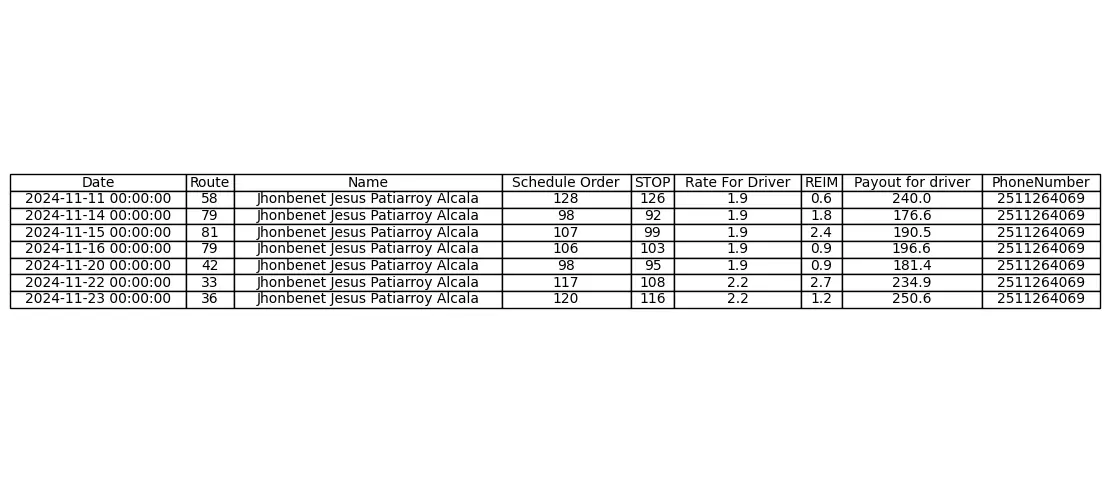 Date Route Name Schedule Order STOP Rate For Driver REIM Payout for driver PhoneNumber
2024-11-11 00:00:00 58 Jhonbenet Jesus Patiarroy Alcala 128 126 1.9 0.6 240.0 2511264069
2024-11-14 00:00:00 79 Jhonbenet Jesus Patiarroy Alcala 98 92 1.9 1.8 176.6 2511264069
2024-11-15 00:00:00 81 Jhonbenet Jesus Patiarroy Alcala 107 99 1.9 2.4 190.5 2511264069
2024-11-16 00:00:00 79 Jhonbenet Jesus Patiarroy Alcala 106 103 1.9 0.9 196.6 2511264069
2024-11-20 00:00:00 42 Jhonbenet Jesus Patiarroy Alcala 98 95 1.9 0.9 181.4 2511264069
2024-11-22 00:00:00 33 Jhonbenet Jesus Patiarroy Alcala 117 108 2.2 2.7 234.9 2511264069
2024-11-23 00:00:00 36 Jhonbenet Jesus Patiarroy Alcala 120 116 2.2 1.2 250.6 2511264069